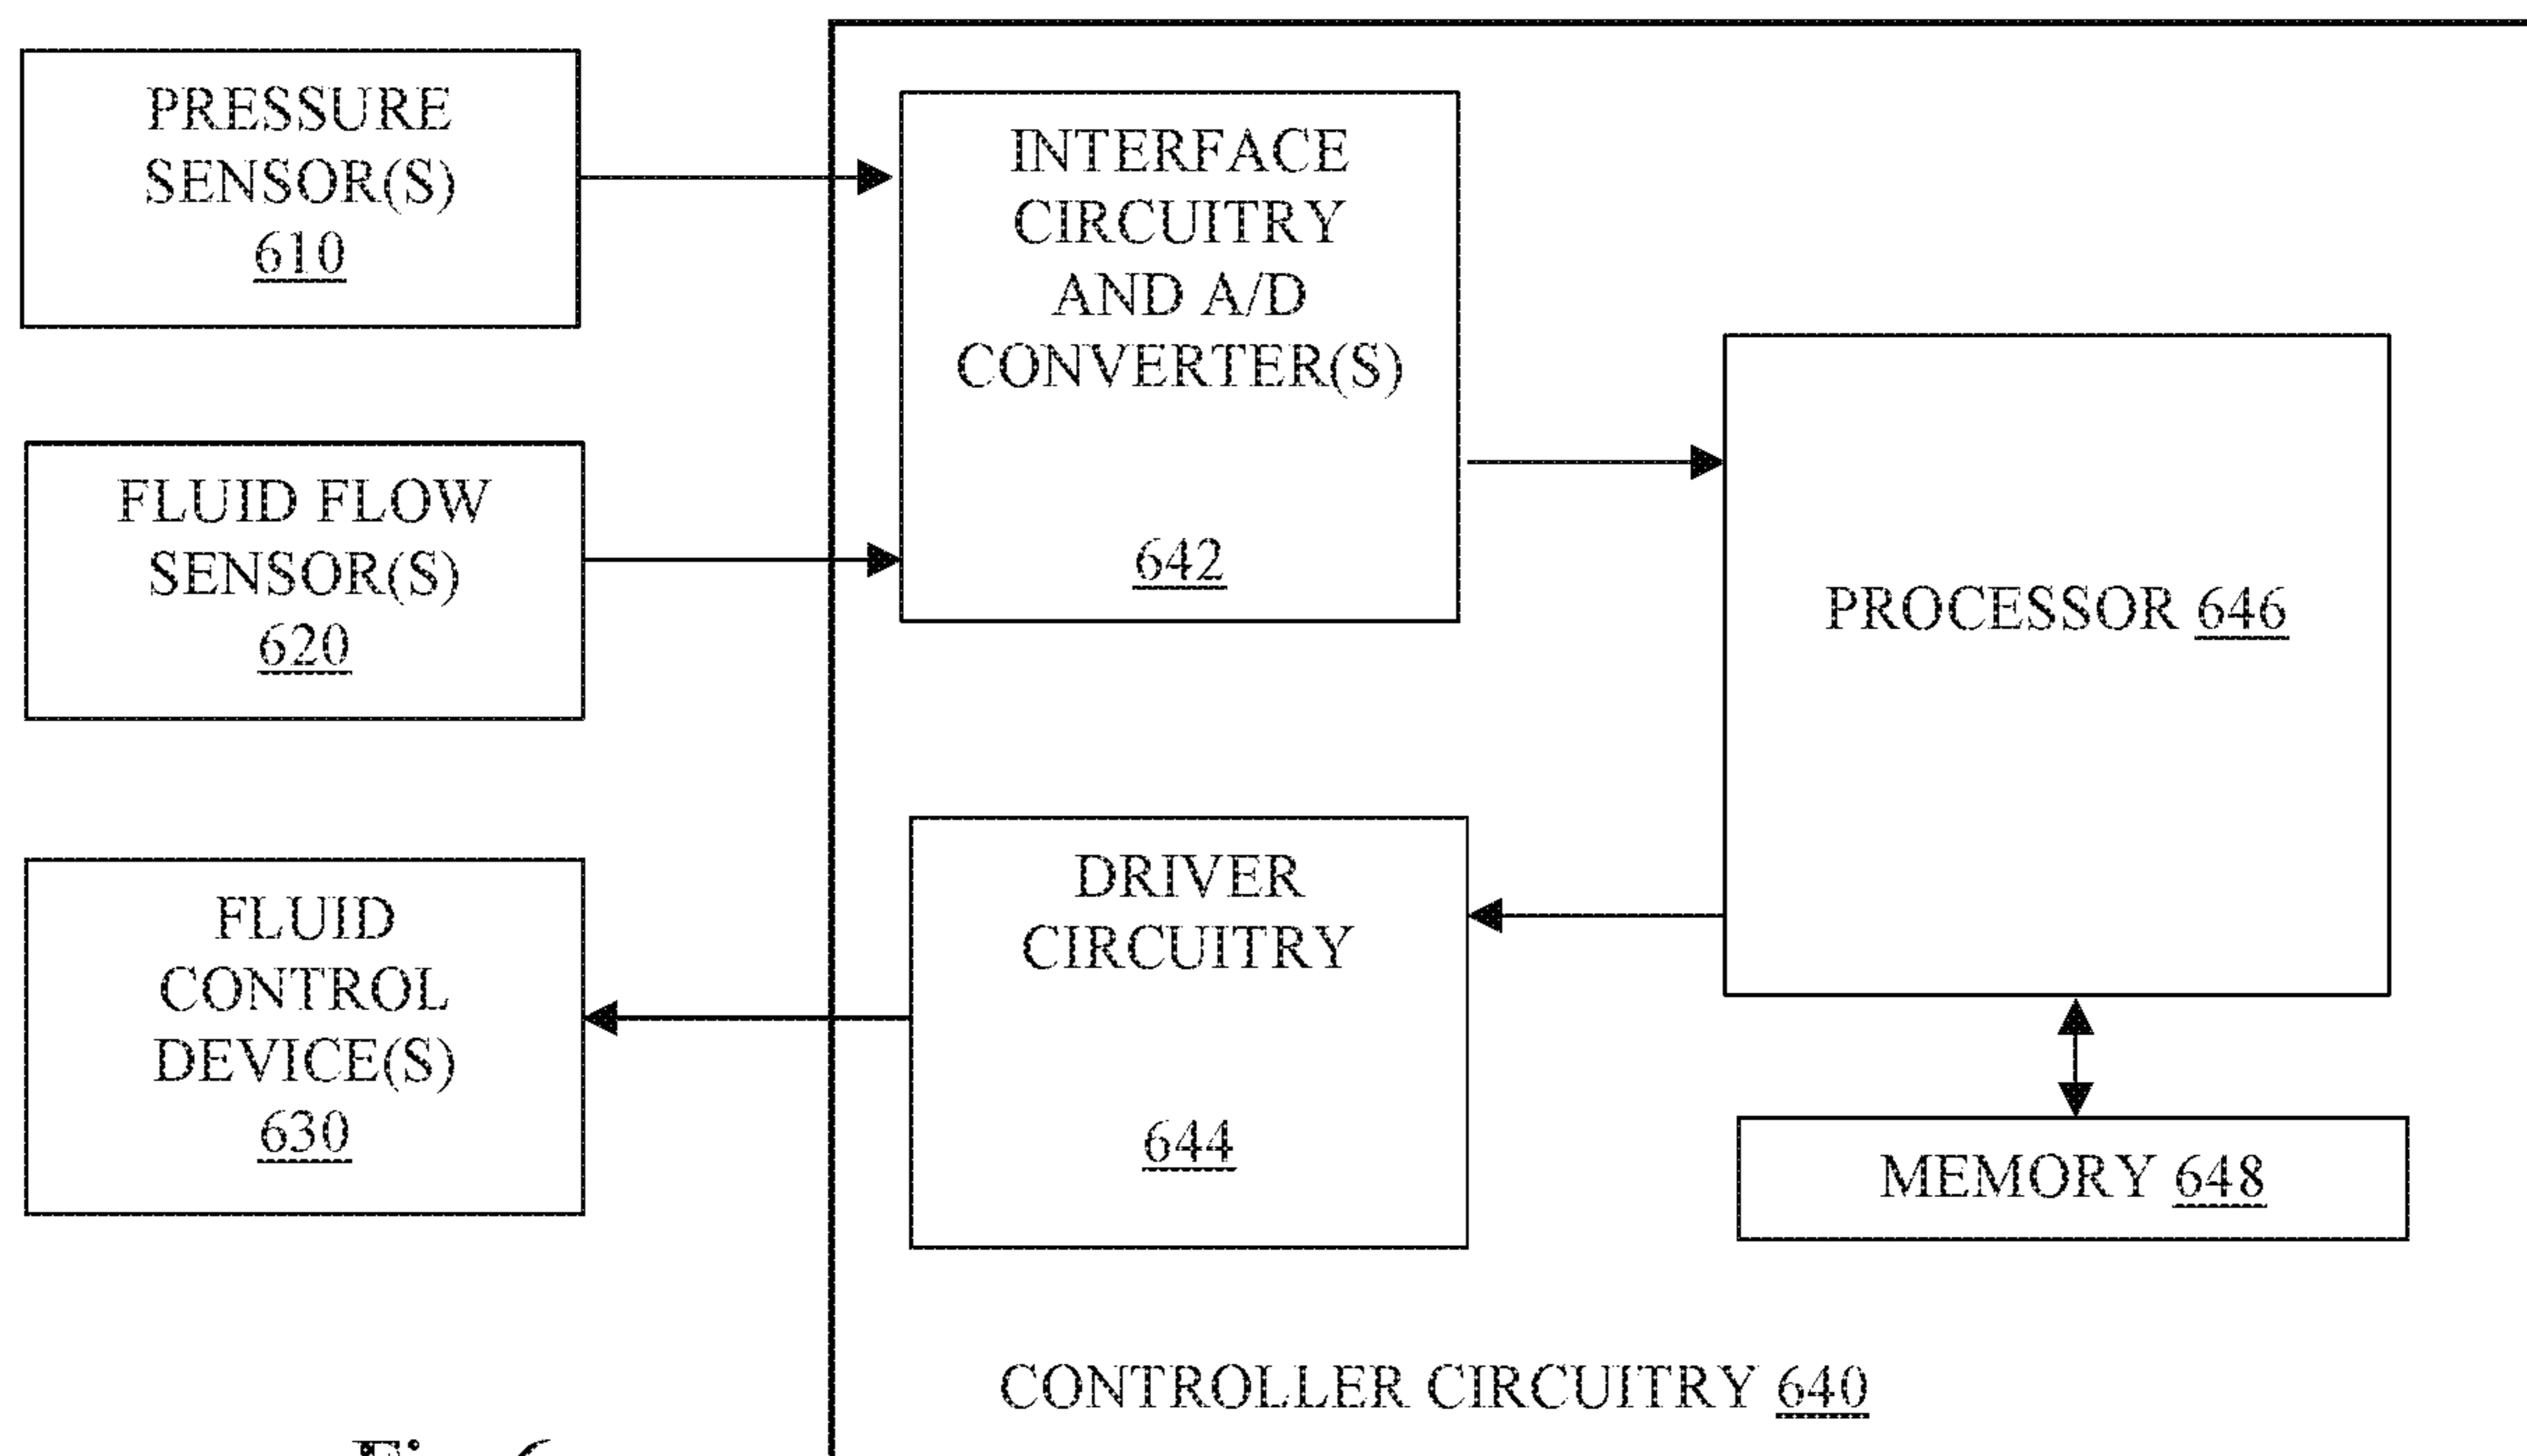 PRESSURE
SENSOR(S)
610
INTERFACE
CIRCUITRY
AND A/D
CONVERTER(S)
642
FLUID FLOW
SENSOR(S)
620
PROCESSOR 646
DRIVER
CIRCUITRY
644
FLUID
CONTROL
DEVICE(S)
630
MEMORY 648
CONTROLLER CIRCUITRY 640